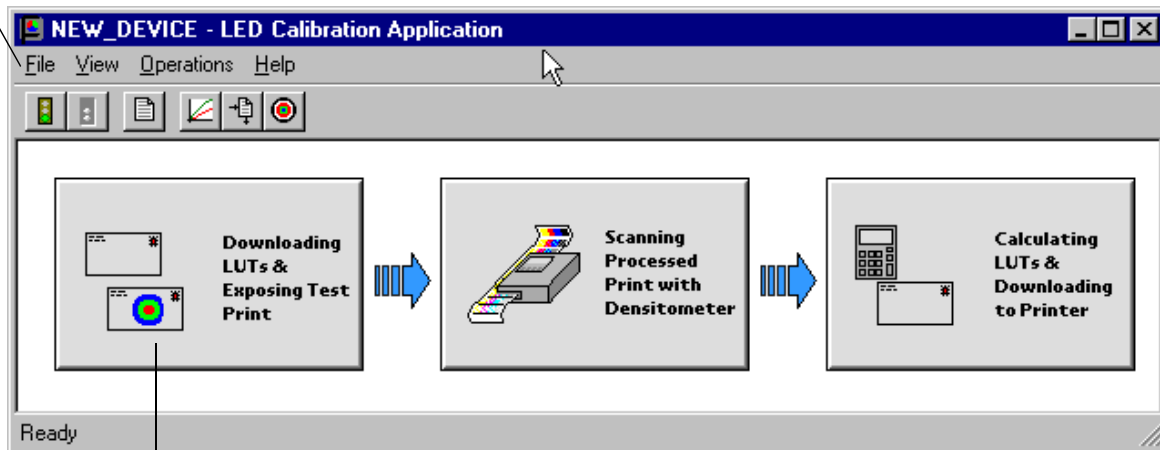 NEW_DEVICE - LED Calibration Application
File View Operations Help
Downloading
LUTs &
Exposing Test
Print
Scanning
Processed
Print with
Densitometer
Calculating
LUTs &
Downloading
to Printer
Ready